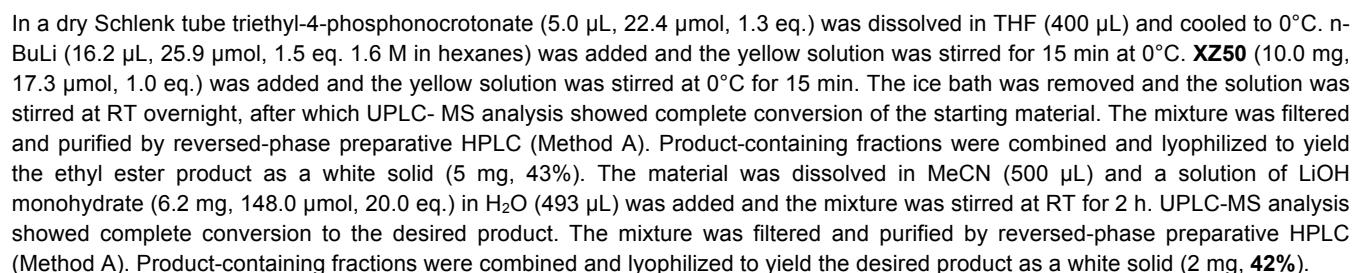 In a dry Schlenk tube triethyl-4-phosphonocrotonate (5.0 µL, 22.4 µmol, 1.3 eq.) was dissolved in THF (400 µL) and cooled to 0°C. n-
BuLi (16.2 µL, 25.9 µmol, 1.5 eq. 1.6 M in hexanes) was added and the yellow solution was stirred for 15 min at 0°C. XZ50 (10.0 mg,
17.3 µmol, 1.0 eq.) was added and the yellow solution was stirred at 0°C for 15 min. The ice bath was removed and the solution was
stirred at RT overnight, after which UPLC- MS analysis showed complete conversion of the starting material. The mixture was filtered
and purified by reversed-phase preparative HPLC (Method A). Product-containing fractions were combined and lyophilized to yield
the ethyl ester product as a white solid (5 mg, 43%). The material was dissolved in MeCN (500 µL) and a solution of LiOH
monohydrate (6.2 mg, 148.0 µmol, 20.0 eq.) in H₂O (493 µL) was added and the mixture was stirred at RT for 2 h. UPLC-MS analysis
showed complete conversion to the desired product. The mixture was filtered and purified by reversed-phase preparative HPLC
(Method A). Product-containing fractions were combined and lyophilized to yield the desired product as a white solid (2 mg, 42%).